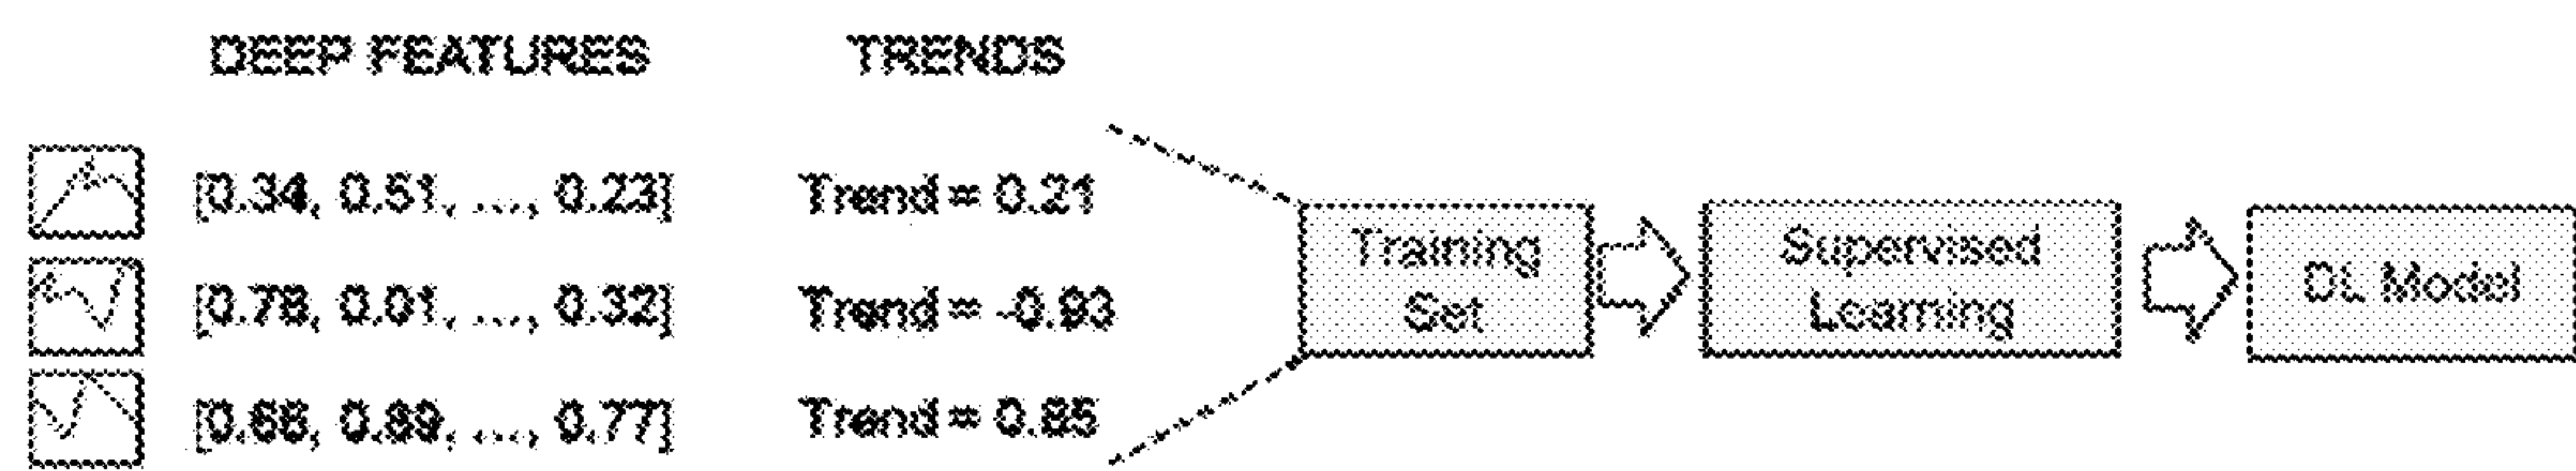 DEEP FEATURES TRENDS
[0.34, 0.51, ..., 0.23] Trend = 0.21
[0.78, 0.01, ..., 0.32] Trend = -0.93
[0.66, 0.89, ..., 0.77] Trend = 0.85
Training
Set
Supervised
Learning
DL Model